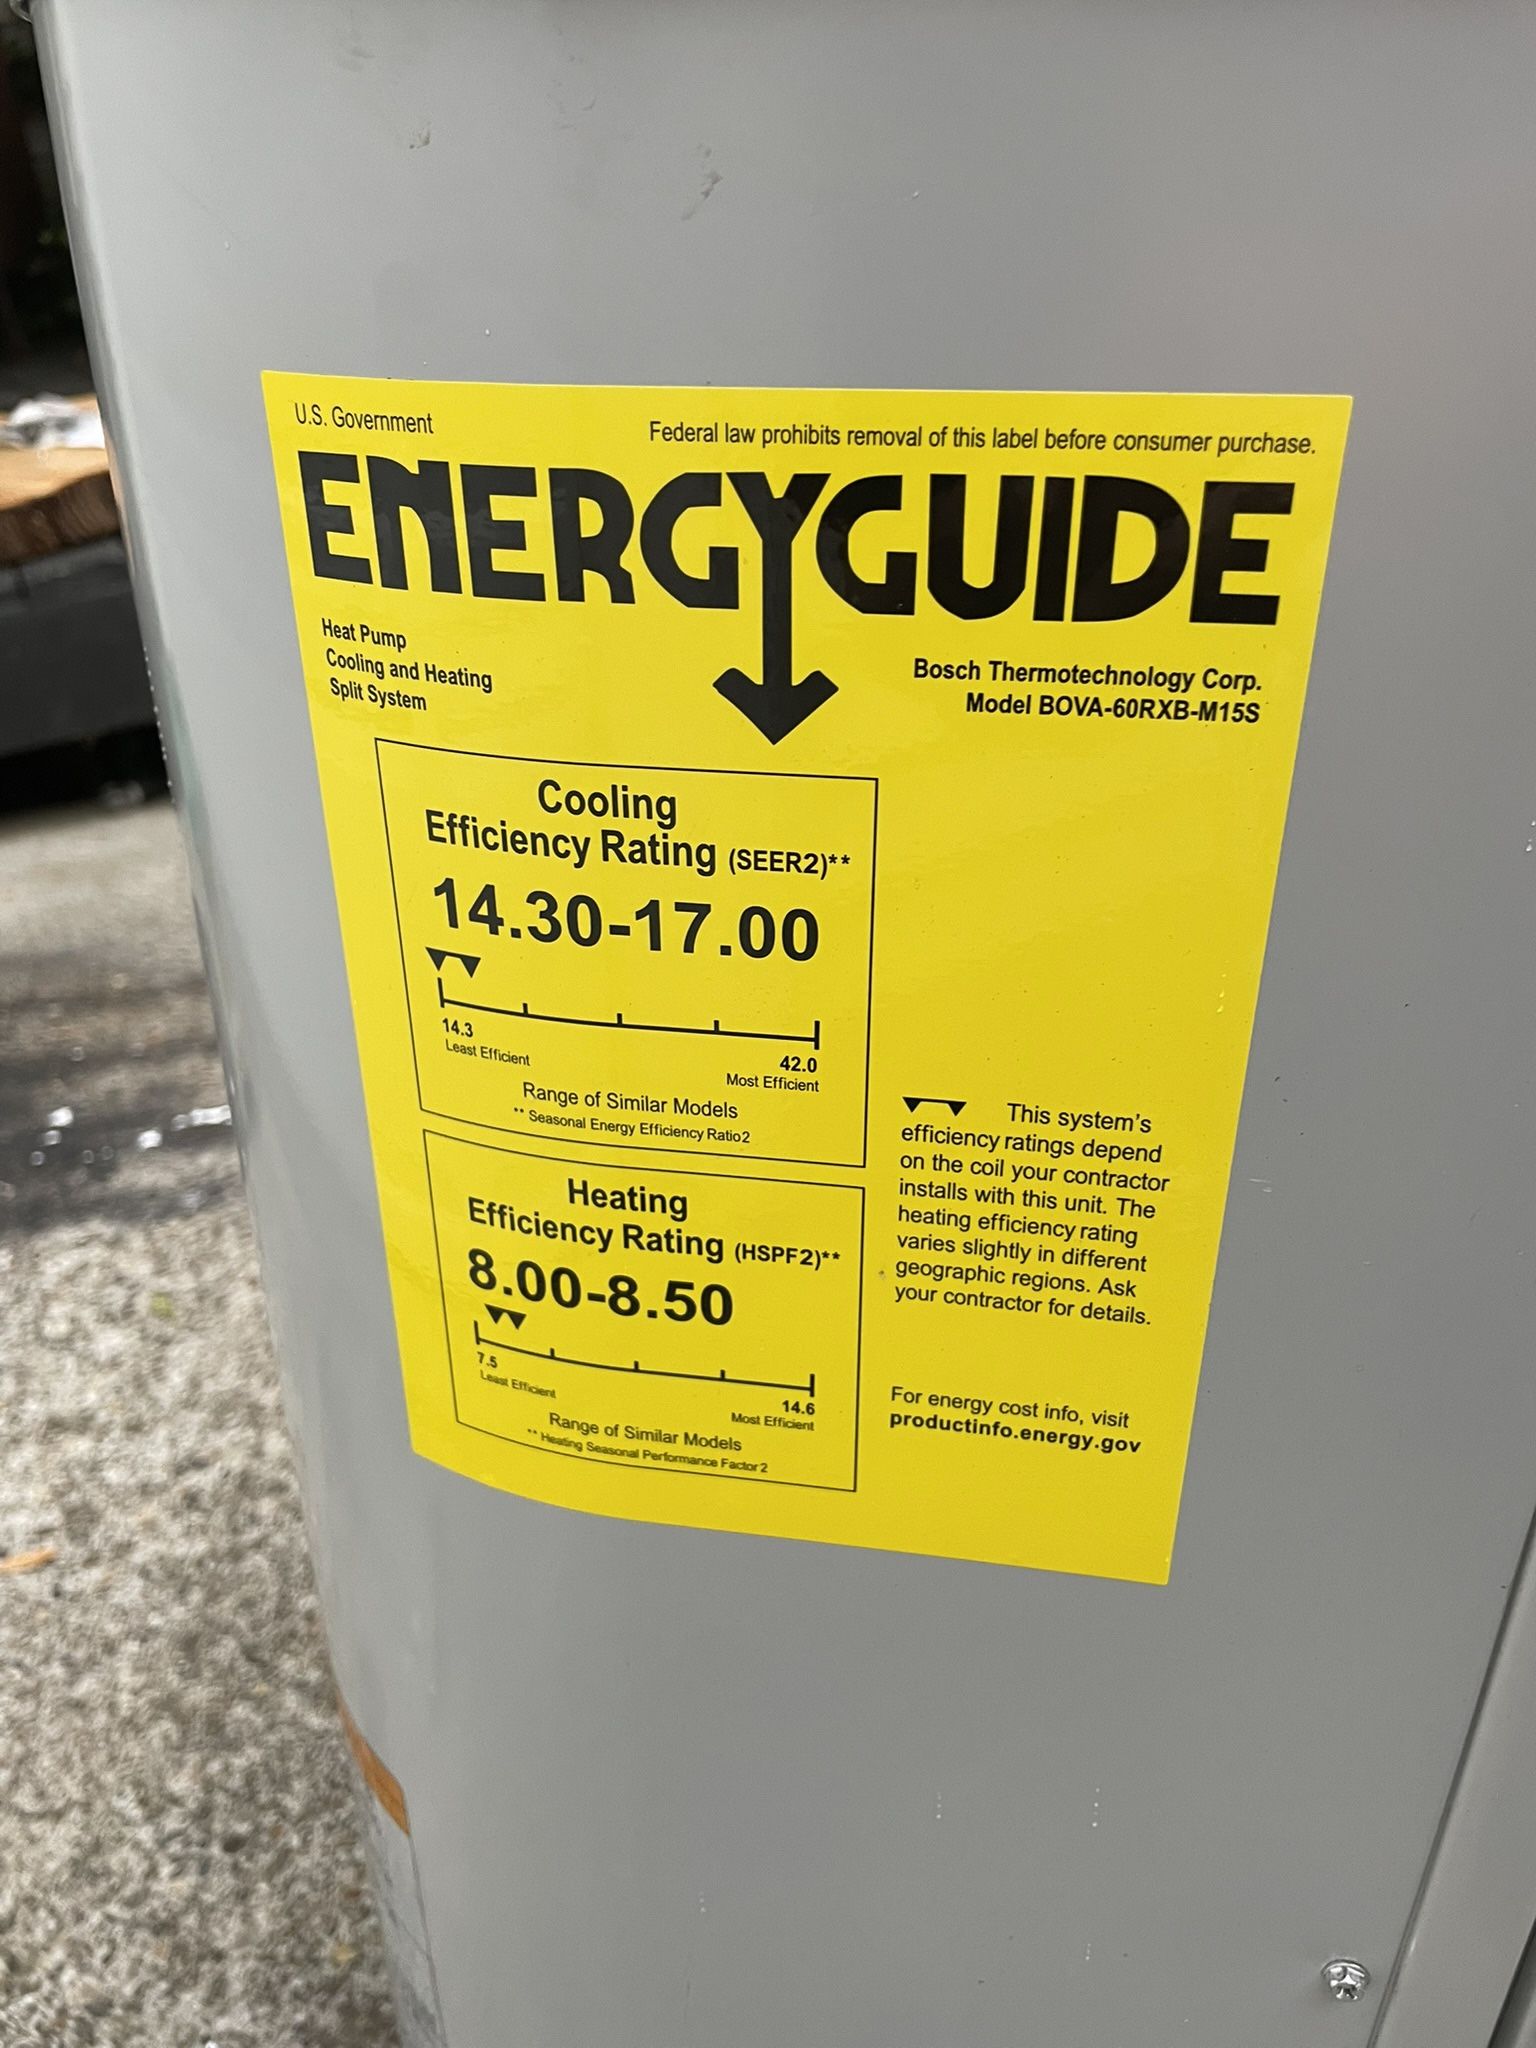 U.S. Government
Federal law prohibits removal of this label before consumer purchase.
ENERGYGUIDE
Heat Pump
Cooling and Heating
Split System
Bosch Thermotechnology Corp.
Model BOVA-60RXB-M15S
Cooling
Efficiency Rating (SEER2)**
14.30-17.00
14.3
Least Efficient
42.0
Most Efficient
Range of Similar Models
** Seasonal Energy Efficiency Ratio2
Heating
Efficiency Rating (HSPF2)**
8.00-8.50
7.5
Least Efficient
14.6
Most Efficient
Range of Similar Models
** Heating Seasonal Performance Factor2
This system's
efficiency ratings depend
on the coil your contractor
installs with this unit. The
heating efficiency rating
varies slightly in different
geographic regions. Ask
your contractor for details.
For energy cost info, visit
productinfo.energy.gov